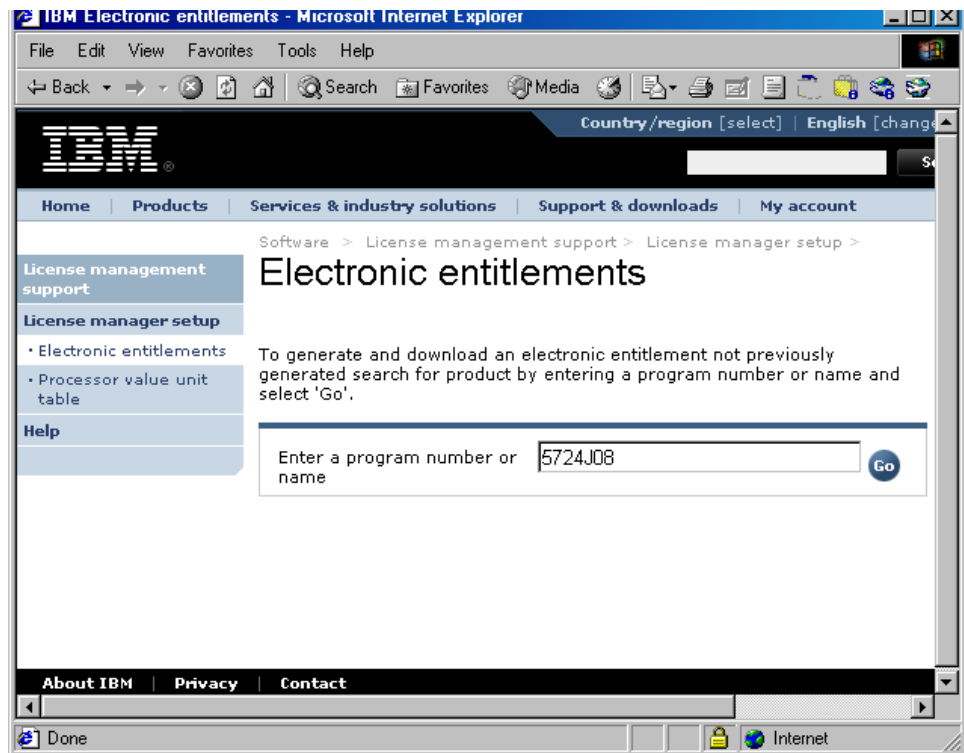 IBM Electronic entitlements - Microsoft Internet Explorer
File Edit View Favorites Tools Help
Back Search Favorites Media
Country/region [select] | English [change
IBM®
Home | Products | Services & industry solutions | Support & downloads | My account
Software > License management support > License manager setup >
Electronic entitlements
License management
support
License manager setup
• Electronic entitlements
• Processor value unit
table
Help
To generate and download an electronic entitlement not previously
generated search for product by entering a program number or name and
select 'Go'.
Enter a program number or
name
5724J08
Go
About IBM | Privacy | Contact
Done
Internet